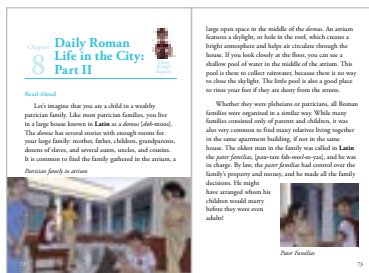 Chapter
8
Daily Roman
Life in the City:
Part II
Read-Aloud
Let's imagine that you are a child in a wealthy
patrician family. Like most patrician families, you live
in a large house known in Latin as a domus [doh-moos].
The domus has several stories with enough rooms for
your large family: mother, father, children, grandparents,
dozens of slaves, and several aunts, uncles, and cousins.
It is common to find the family gathered in the atrium, a
Patrician family in atrium
72
large open space in the middle of the domus. An atrium
features a skylight, or hole in the roof, which creates a
bright atmosphere and helps air circulate through the
house. If you look closely at the floor, you can see a
shallow pool of water in the middle of the atrium. This
pool is there to collect rainwater, because there is no way
to close the skylight. The little pool is also a good place
to rinse your feet if they are dusty from the streets.
Whether they were plebeians or patricians, all Roman
families were organized in a similar way. While many
families consisted only of parents and children, it was
also very common to find many relatives living together
in the same apartment building, if not in the same
house. The oldest man in the family was called in Latin
the pater familias, [pau-tare fah-meel-ee-yas], and he was
in charge. By law, the pater familias had control over the
family's property and money, and he made all the family
decisions. He might
have arranged whom his
children would marry
before they were even
adults!
Pater Familias
73